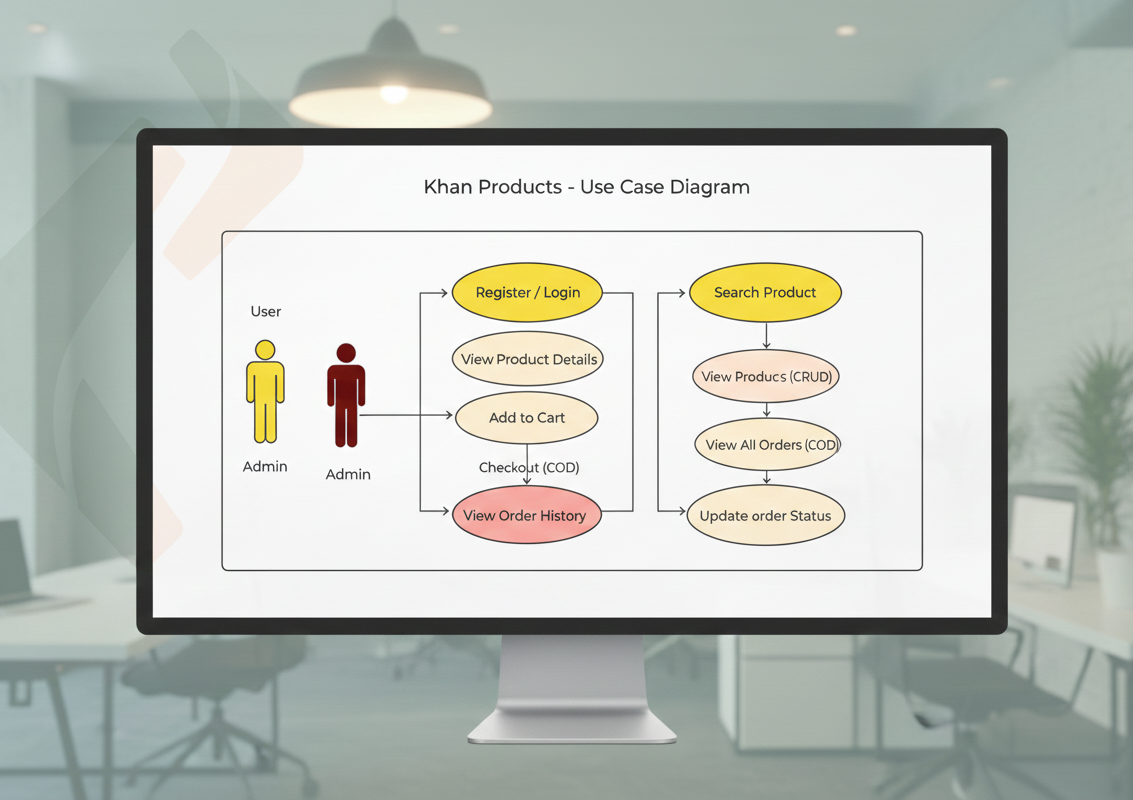 Khan Products - Use Case Diagram
User
Admin
Admin
Register / Login
View Product Details
Add to Cart
Checkout (COD)
View Order History
Search Product
View Producs (CRUD)
View All Orders (COD)
Update order Status